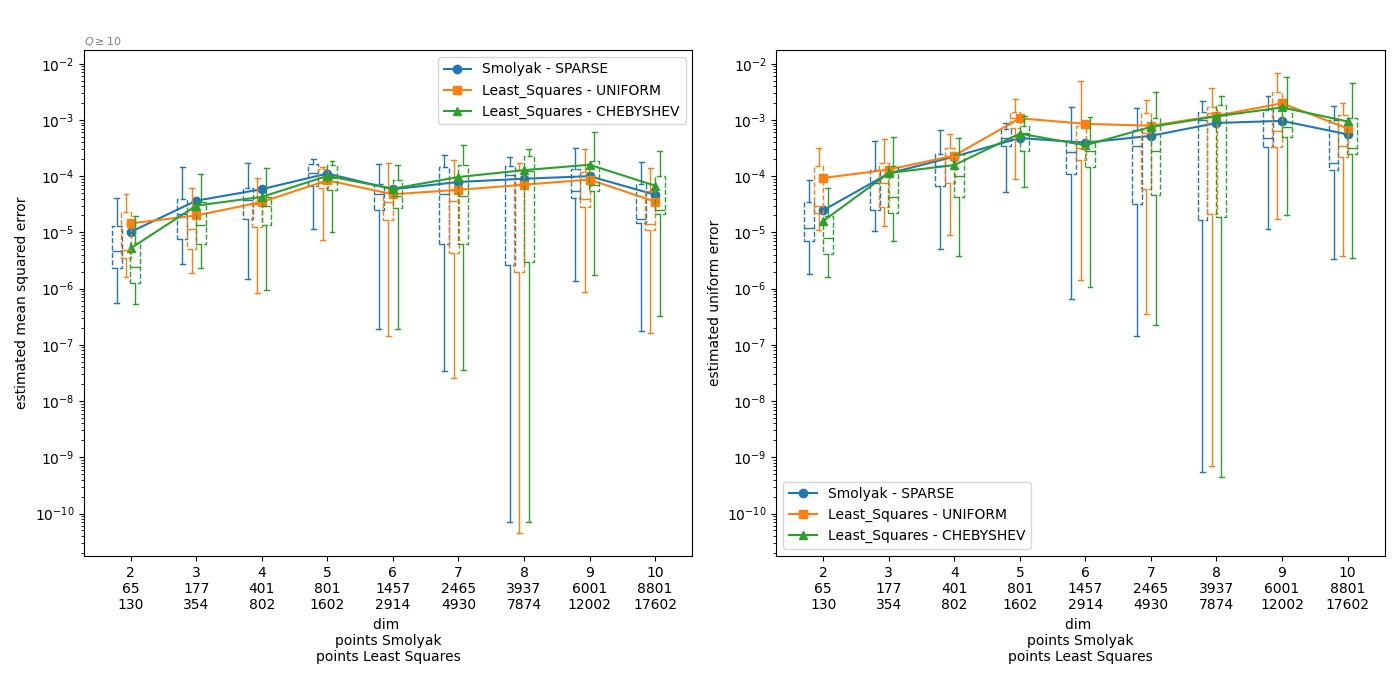 Q ≥ 10
estimated mean squared error
10⁻²
10⁻³
10⁻⁴
10⁻⁵
10⁻⁶
10⁻⁷
10⁻⁸
10⁻⁹
10⁻¹⁰
Smolyak - SPARSE
Least_Squares - UNIFORM
Least_Squares - CHEBYSHEV
2 3 4 5 6 7 8 9 10
65 177 401 801 1457 2465 3937 6001 8801
130 354 802 1602 2914 4930 7874 12002 17602
dim
points Smolyak
points Least Squares
estimated uniform error
10⁻²
10⁻³
10⁻⁴
10⁻⁵
10⁻⁶
10⁻⁷
10⁻⁸
10⁻⁹
10⁻¹⁰
Smolyak - SPARSE
Least_Squares - UNIFORM
Least_Squares - CHEBYSHEV
2 3 4 5 6 7 8 9 10
65 177 401 801 1457 2465 3937 6001 8801
130 354 802 1602 2914 4930 7874 12002 17602
dim
points Smolyak
points Least Squares